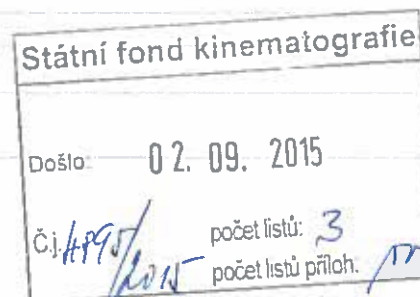 Státní fond kinematografie
Došlo: 02. 09. 2015
Č.j. 4895/2015
počet listů: 3
počet listů příloh: